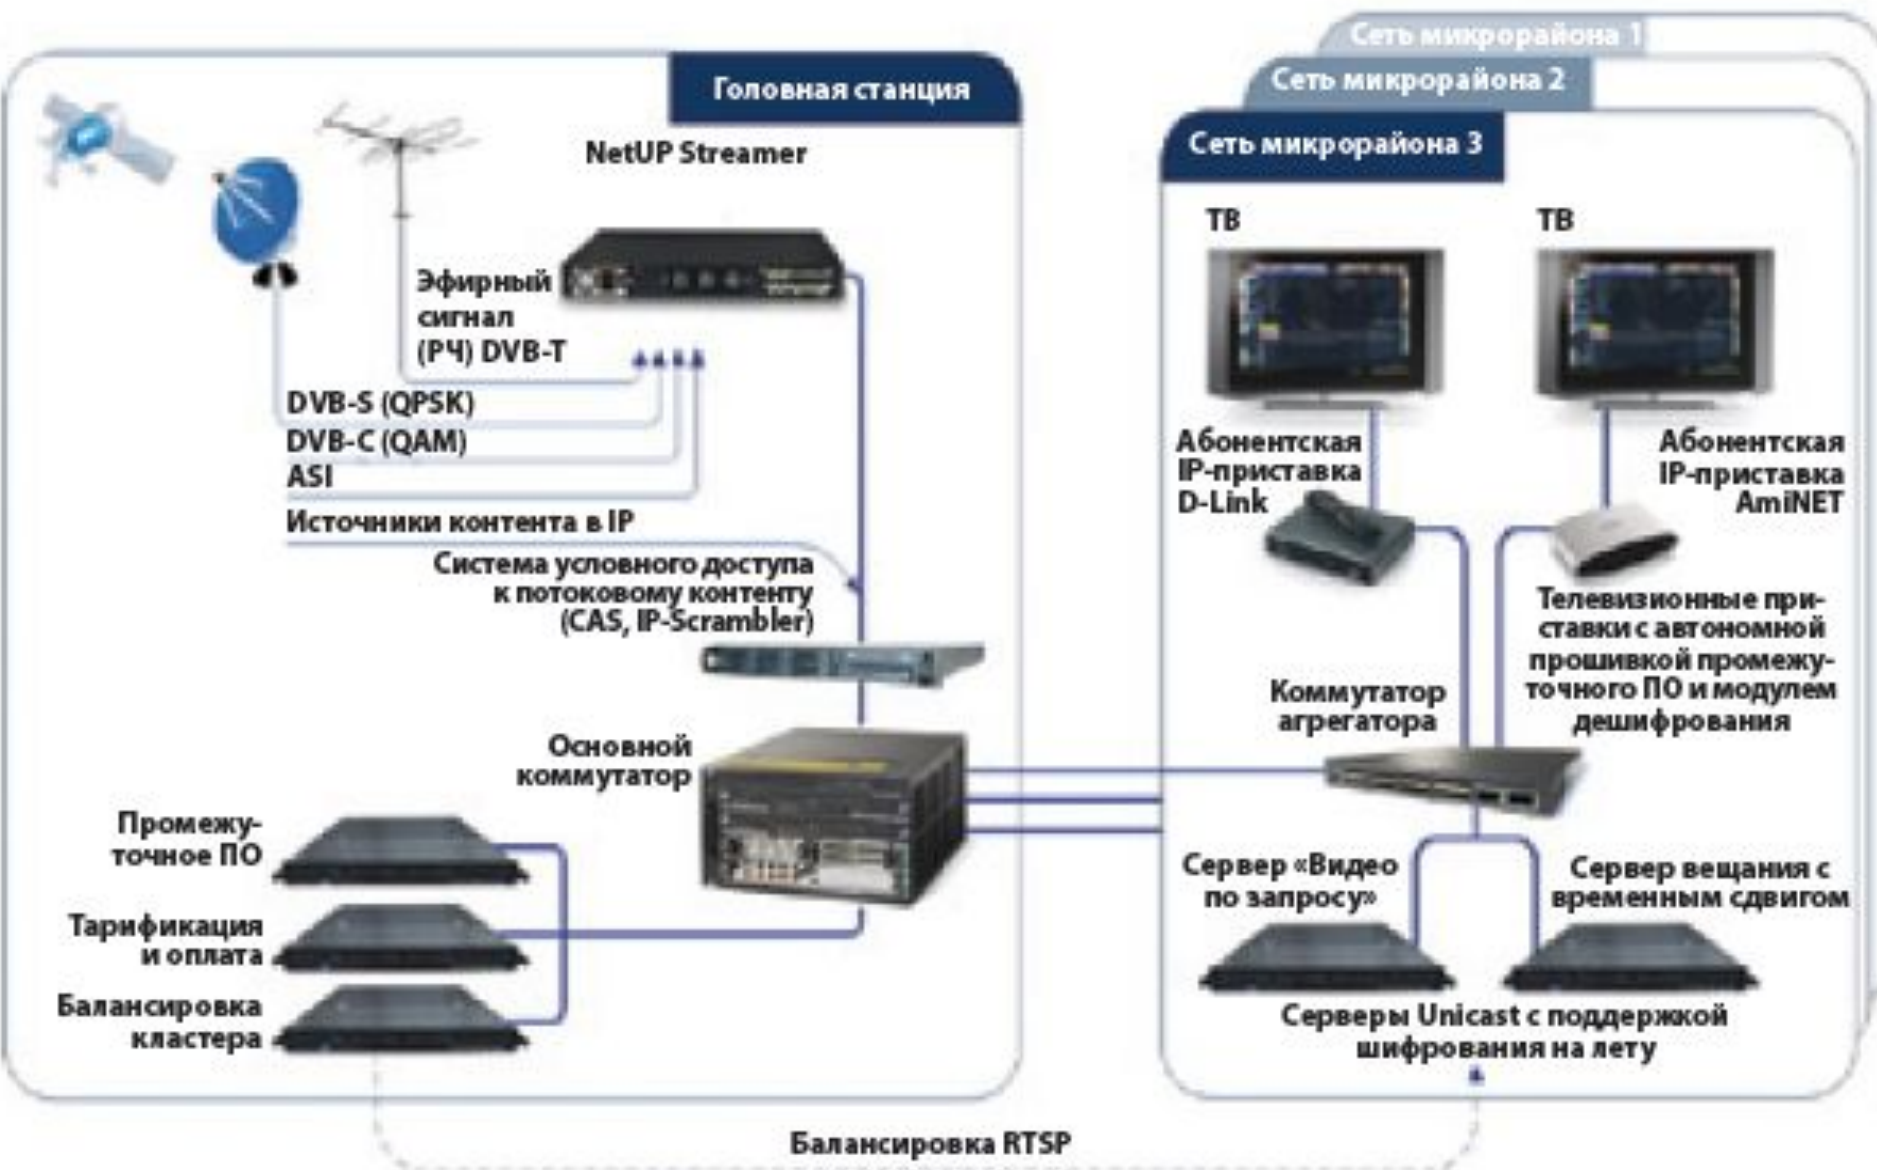 Головная станция
NetUP Streamer
Эфирный
сигнал
(РЧ) DVB-T
DVB-S (QPSK)
DVB-C (QAM)
ASI
Источники контента в IP
Система условного доступа
к потоковому контенту
(CAS, IP-Scrambler)
Основной
коммутатор
Промежу-
точное ПО
Тарификация
и оплата
Балансировка
кластера
Сеть микрорайона 1
Сеть микрорайона 2
Сеть микрорайона 3
ТВ
ТВ
Абонентская
IP-приставка
D-Link
Абонентская
IP-приставка
AmiNET
Телевизионные при-
ставки с автономной
прошивкой промежу-
точного ПО и модулем
дешифрования
Коммутатор
агрегатора
Сервер «Видео
по запросу»
Сервер вещания с
временным сдвигом
Серверы Unicast с поддержкой
шифрования на лету
Балансировка RTSP